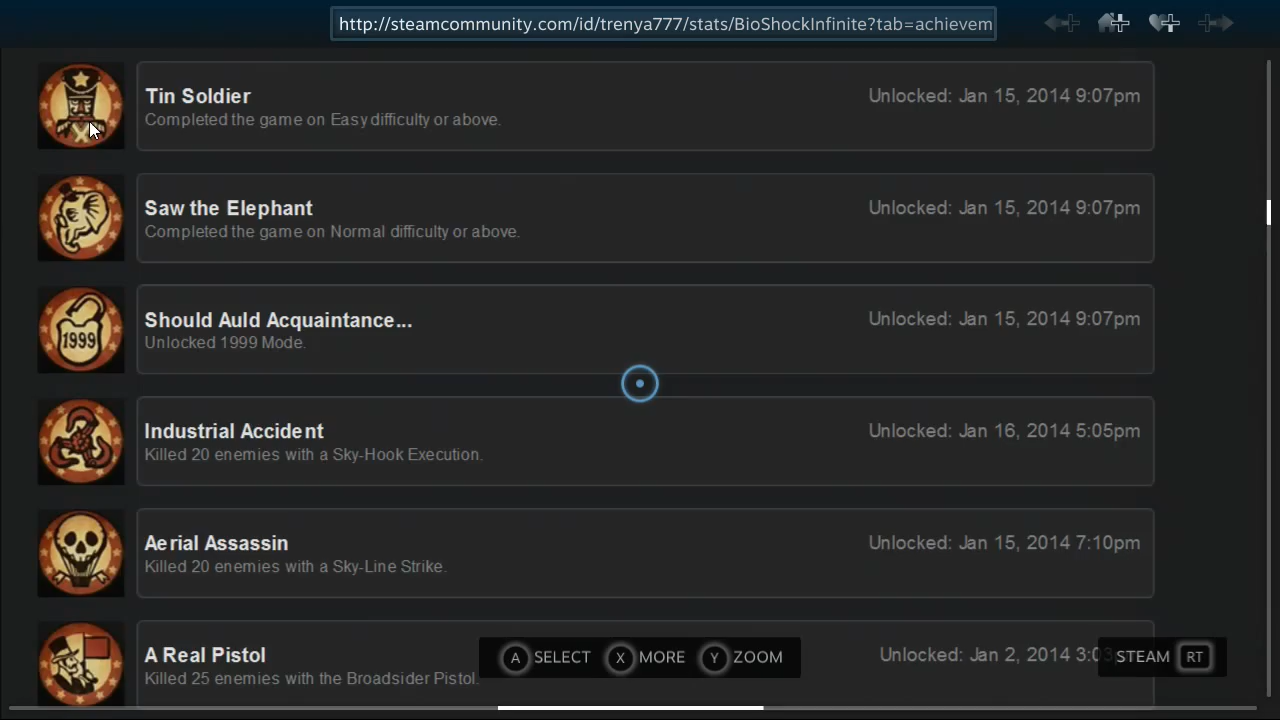 http://steamcommunity.com/id/trenya777/stats/BioShockInfinite?tab=achievem
Tin Soldier
Unlocked: Jan 15, 2014 9:07pm
Completed the game on Easy difficulty or above.
Saw the Elephant
Unlocked: Jan 15, 2014 9:07pm
Completed the game on Normal difficulty or above.
1999
Should Auld Acquaintance...
Unlocked: Jan 15, 2014 9:07pm
Unlocked 1999 Mode.
Industrial Accident
Unlocked: Jan 16, 2014 5:05pm
Killed 20 enemies with a Sky-Hook Execution.
Aerial Assassin
Unlocked: Jan 15, 2014 7:10pm
Killed 20 enemies with a Sky-Line Strike.
A Real Pistol
Unlocked: Jan 2, 2014
Killed 25 enemies with the Broadsider Pistol.
A SELECT X MORE Y ZOOM
STEAM RT